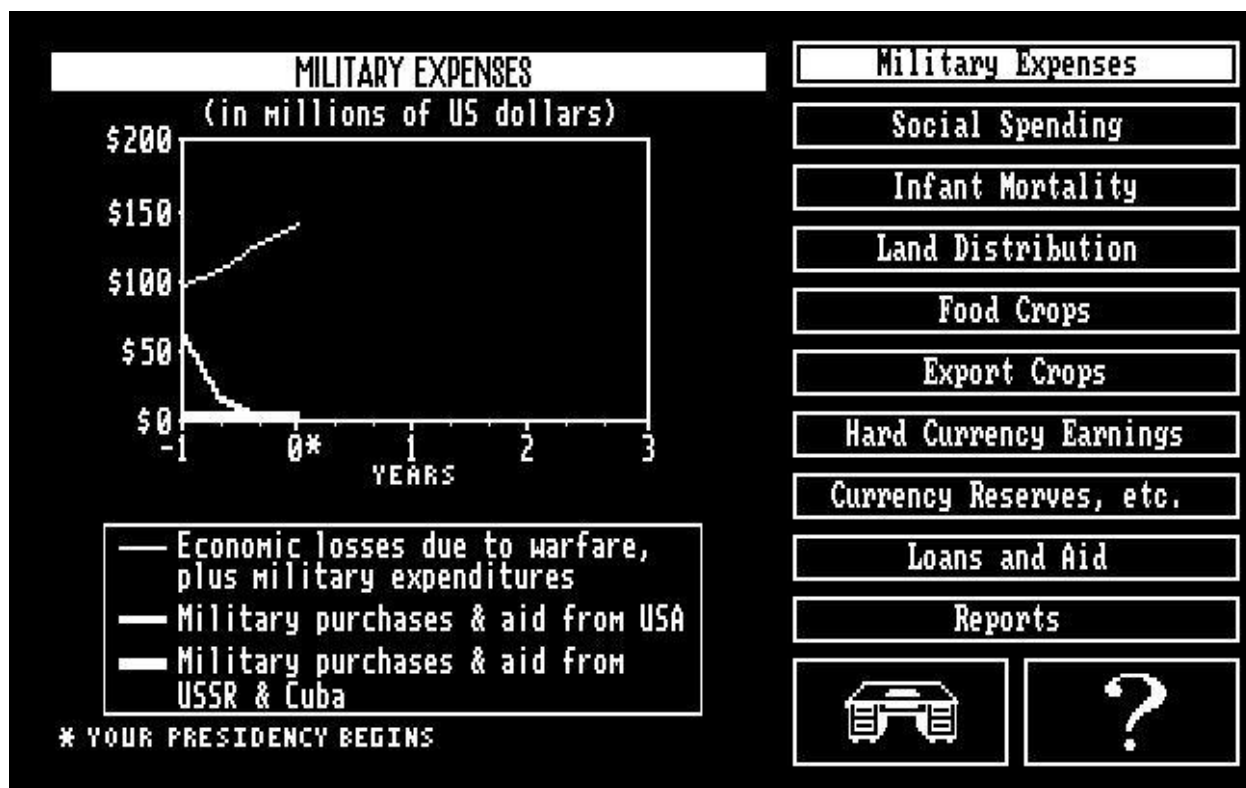 MILITARY EXPENSES
(in millions of US dollars)
$200
$150
$100
$50
$0
-1 0* 1 2 3
YEARS
Economic losses due to warfare,
plus military expenditures
Military purchases & aid from USA
Military purchases & aid from
USSR & Cuba
* YOUR PRESIDENCY BEGINS
Military Expenses
Social Spending
Infant Mortality
Land Distribution
Food Crops
Export Crops
Hard Currency Earnings
Currency Reserves, etc.
Loans and Aid
Reports
?